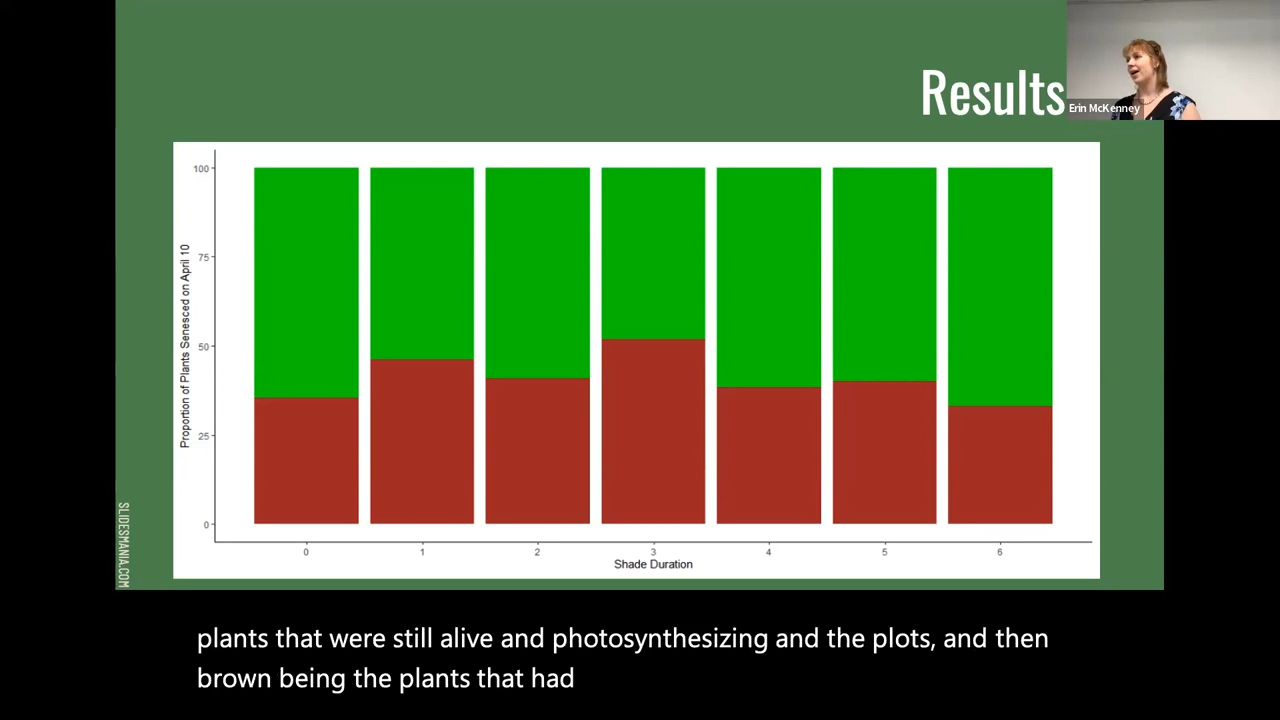 Results
Erin McKenney
Proportion of Plants Senesced on April 10
100
75
50
25
0
0 1 2 3 4 5 6
Shade Duration
SLIDESMANIA.COM
plants that were still alive and photosynthesizing and the plots, and then
brown being the plants that had